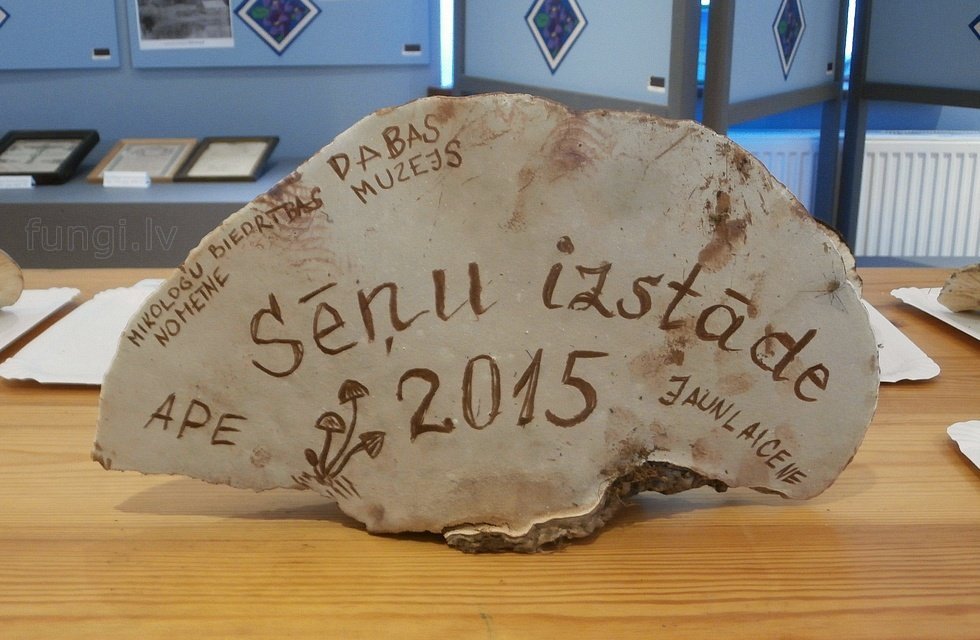 DABAS
MUZEJS
MIKOLOGU BIEDRĪBAS
NOMETNE
Sēņu izstāde
2015
APE
JAUNLAICENE
fungi.lv